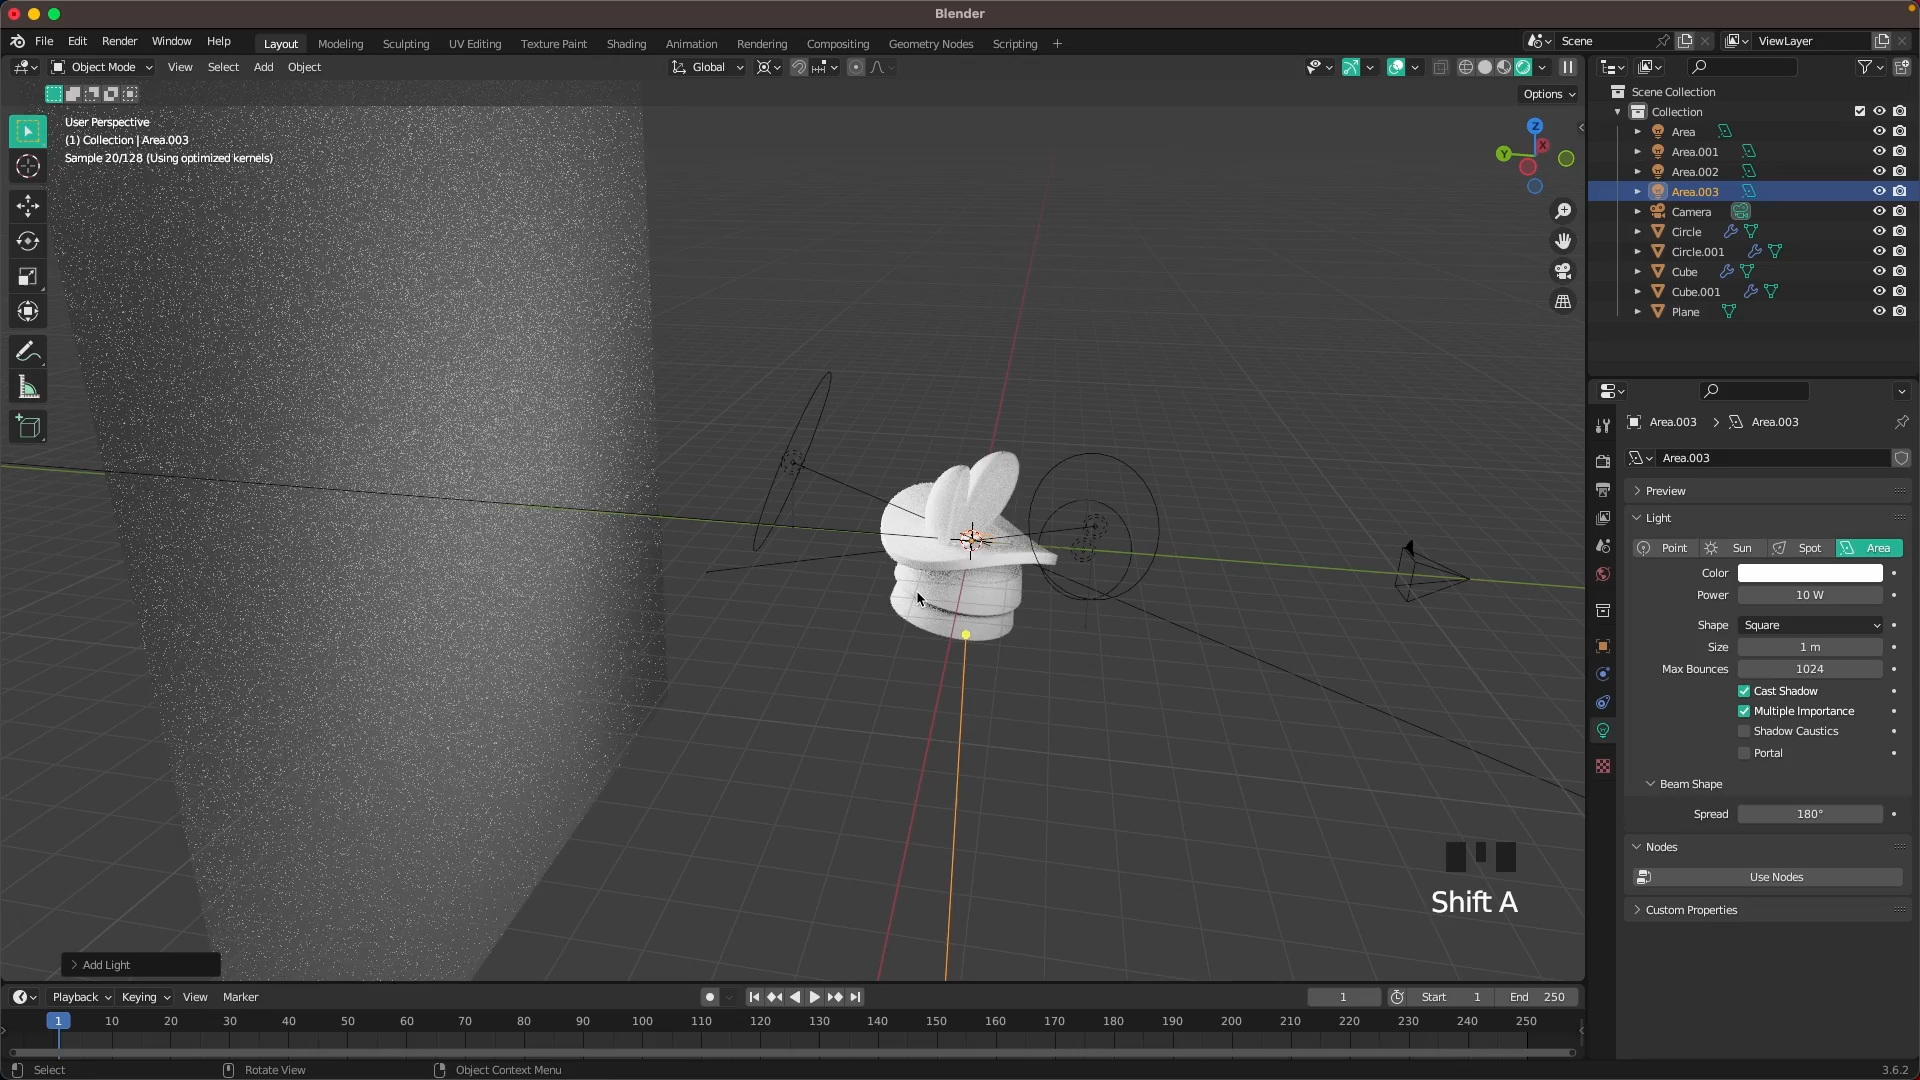 Blender
File Edit Render Window Help
Layout Modeling Sculpting UV Editing Texture Paint Shading Animation Rendering Compositing Geometry Nodes Scripting +
Scene
ViewLayer
Object Mode View Select Add Object
Global
Options
User Perspective
(1) Collection | Area.003
Sample 20/128 (Using optimized kernels)
Z
Y
X
Scene Collection
Collection
Area
Area.001
Area.002
Area.003
Camera
Circle
Circle.001
Cube
Cube.001
Plane
Area.003 > Area.003
Area.003
Preview
Light
Point Sun Spot Area
Color
Power 10 W
Shape Square
Size 1 m
Max Bounces 1024
Cast Shadow
Multiple Importance
Shadow Caustics
Portal
Beam Shape
Spread 180°
Nodes
Use Nodes
Custom Properties
Shift A
Add Light
Playback Keying View Marker
1
Start 1
End 250
1 10 20 30 40 50 60 70 80 90 100 110 120 130 140 150 160 170 180 190 200 210 220 230 240 250
Select
Rotate View
Object Context Menu
3.6.2